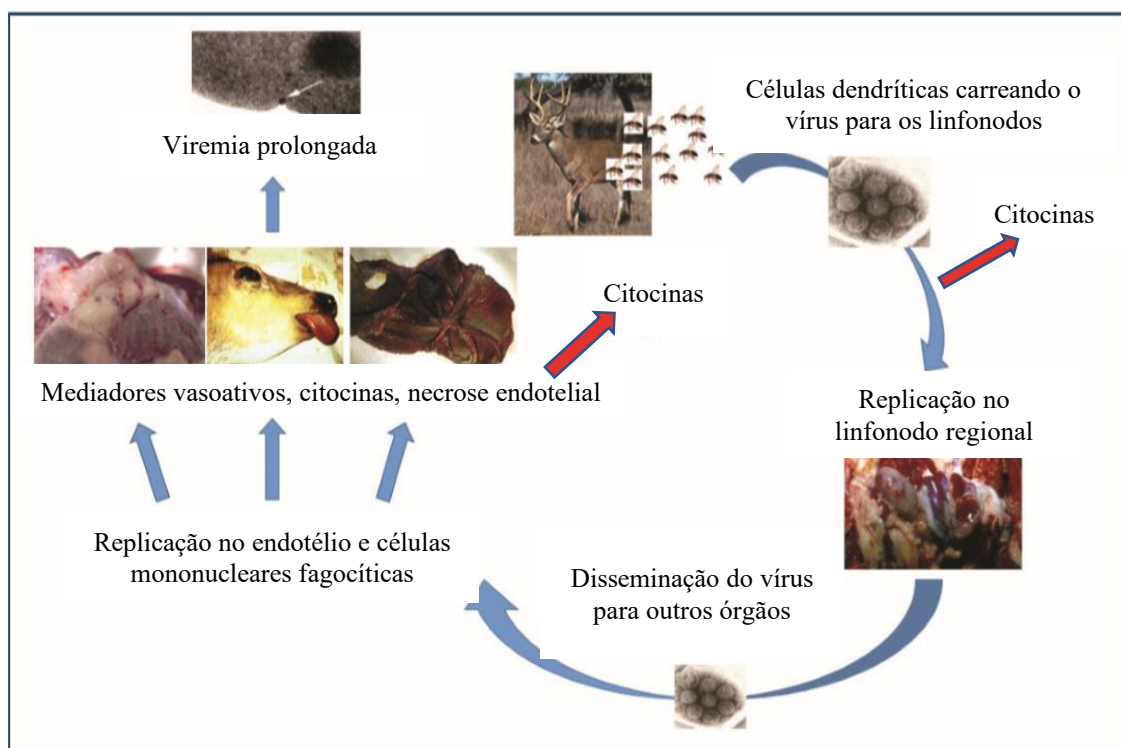 Viremia prolongada
Células dendríticas carreando o
vírus para os linfonodos
Citocinas
Citocinas
Mediadores vasoativos, citocinas, necrose endotelial
Replicação no
linfonodo regional
Replicação no endotélio e células
mononucleares fagocíticas
Disseminação do vírus
para outros órgãos